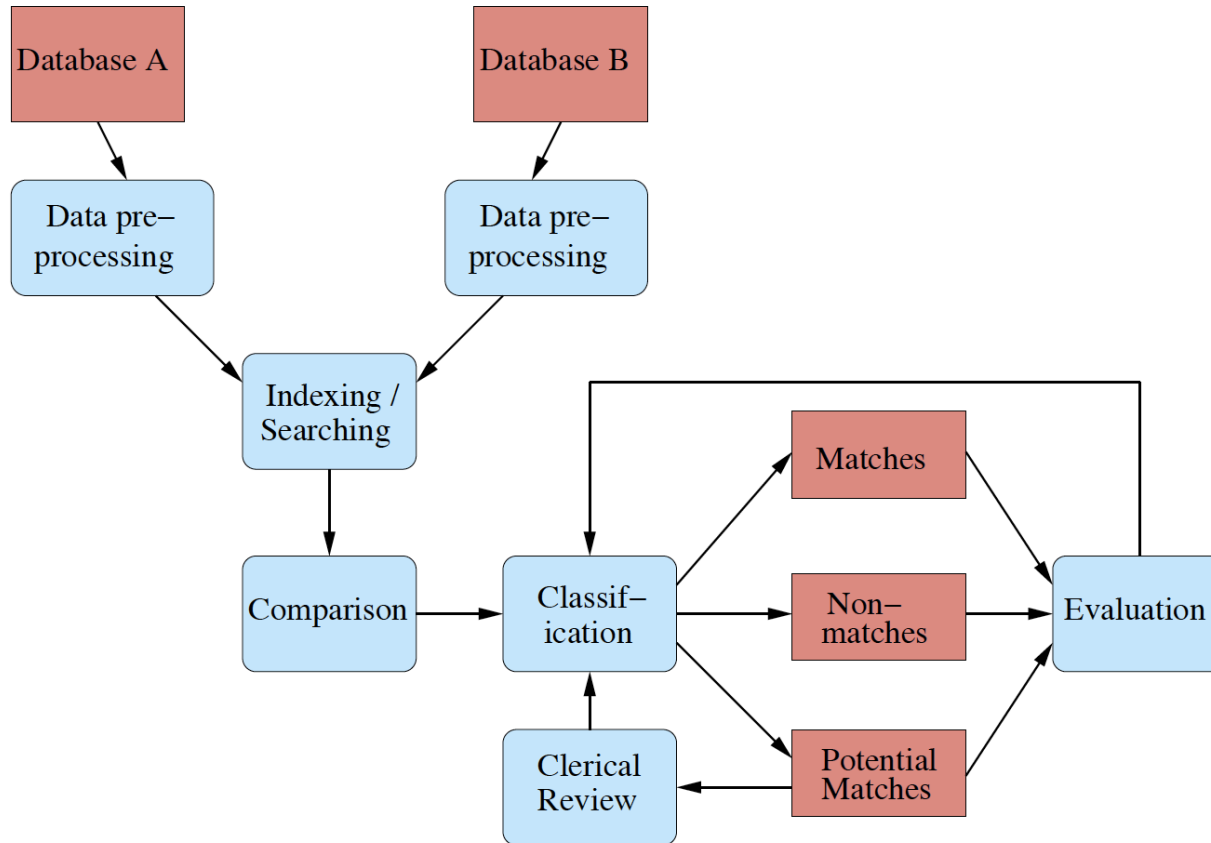 Database A
Database B
Data pre–
processing
Data pre–
processing
Indexing /
Searching
Comparison
Classif–
ication
Matches
Non–
matches
Potential
Matches
Evaluation
Clerical
Review